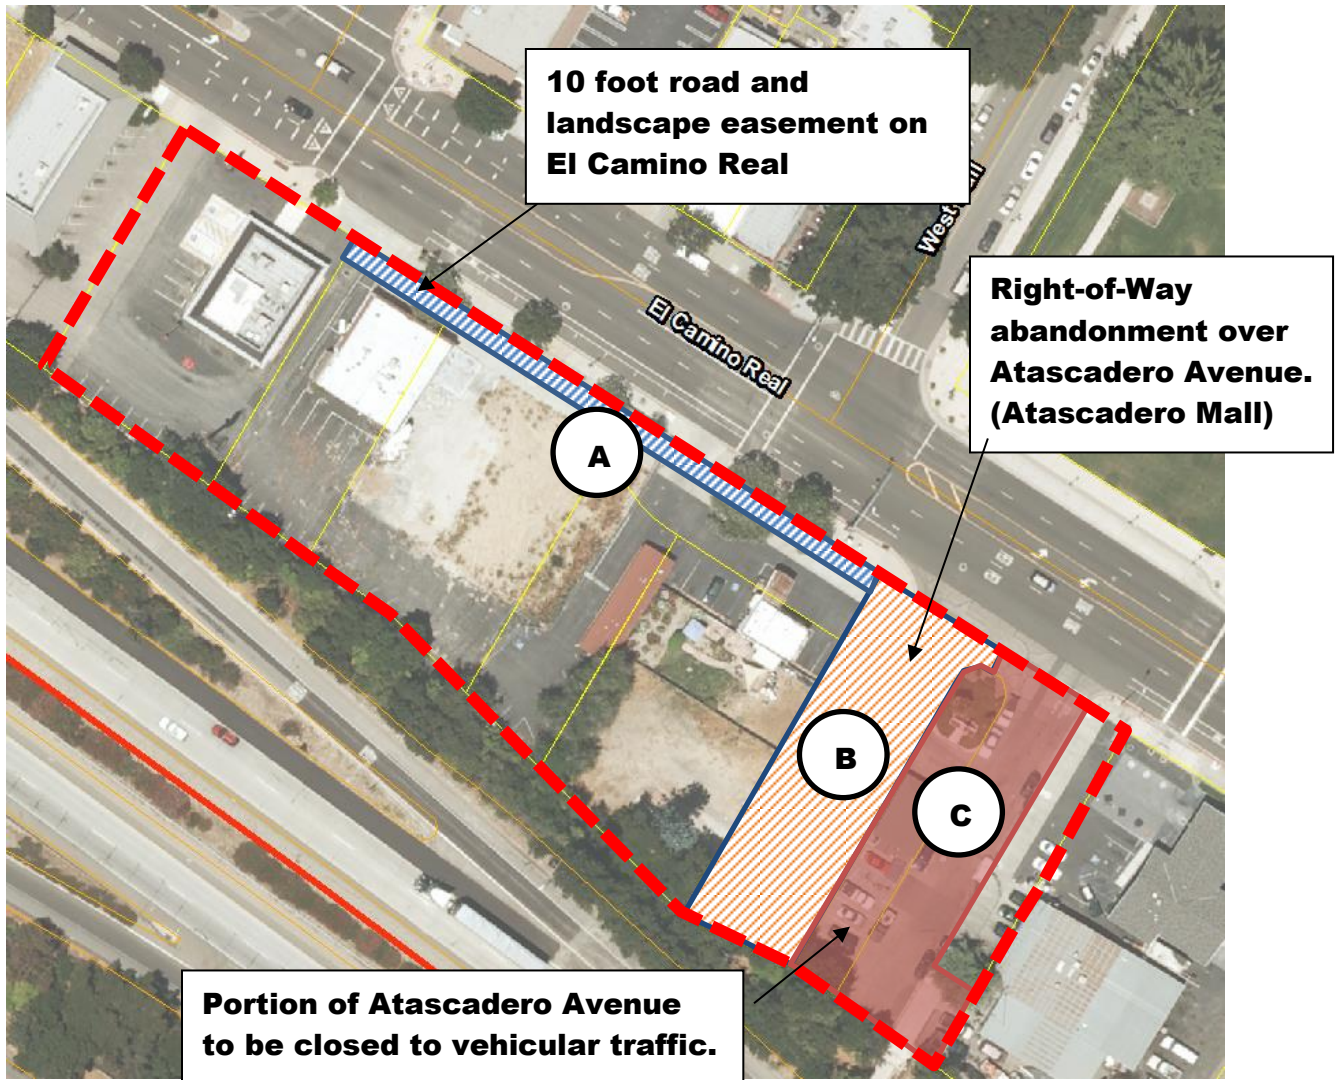 10 foot road and
landscape easement on
El Camino Real
West
Right-of-Way
abandonment over
Atascadero Avenue.
(Atascadero Mall)
El Camino Real
A
B
C
Portion of Atascadero Avenue
to be closed to vehicular traffic.